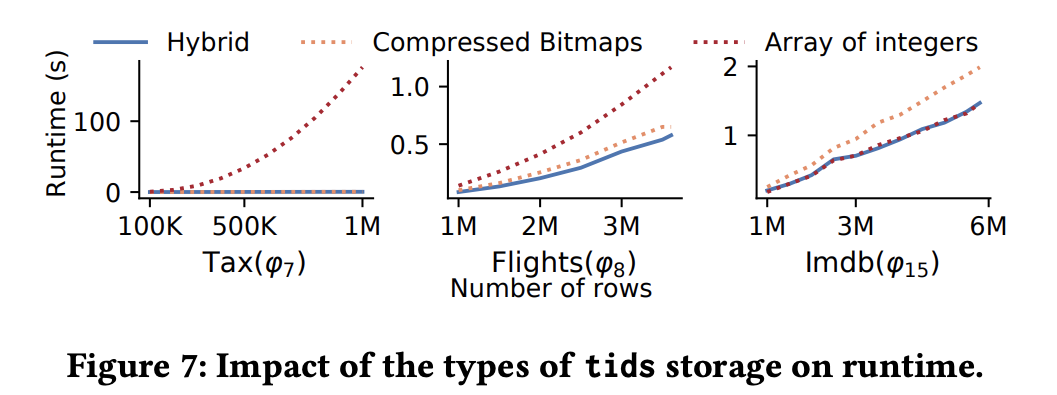 Hybrid Compressed Bitmaps Array of integers
Runtime (s)
100
0
100K 500K 1M
Tax(φ7)
1.0
0.5
1M 2M 3M
Flights(φ8)
2
1
1M 3M 6M
Imdb(φ15)
Number of rows
Figure 7: Impact of the types of tids storage on runtime.